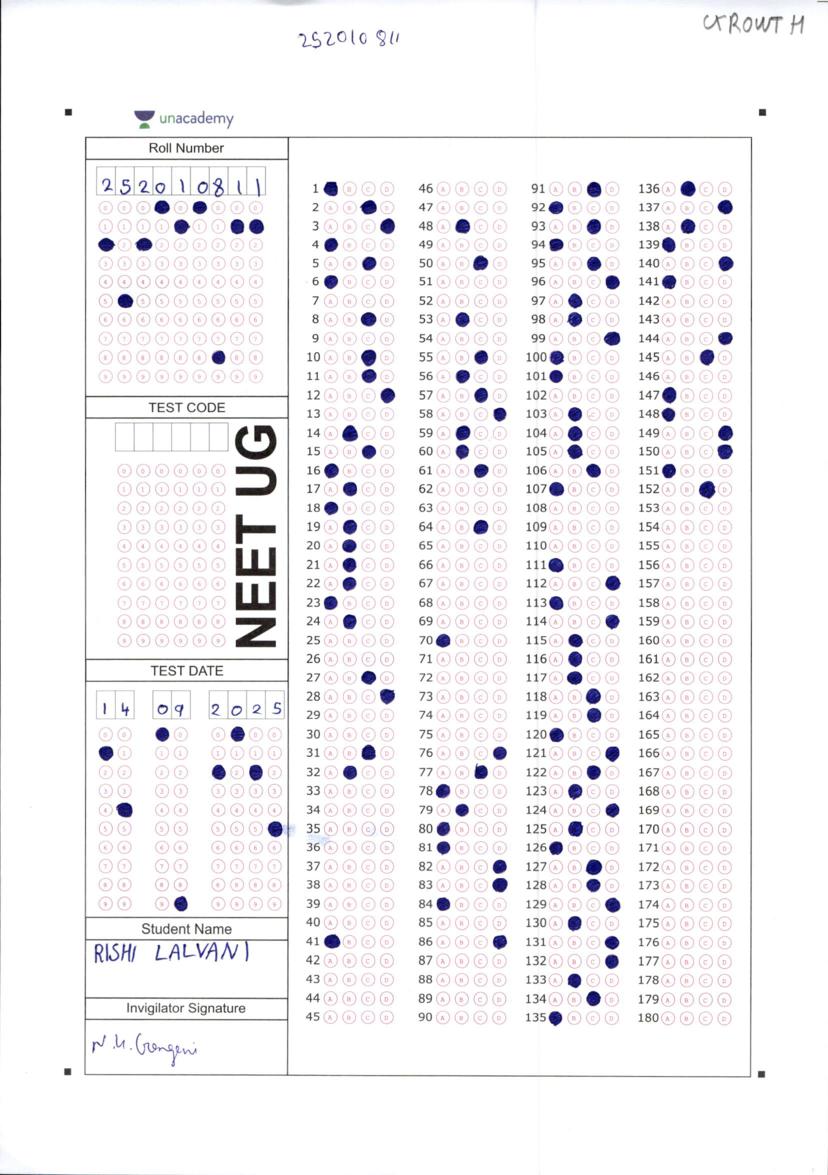 252010811
GROWTH
unacademy
Roll Number
2 5 2 0 1 0 8 1 1
TEST CODE
NEET UG
TEST DATE
1 4 0 9 2 0 2 5
Student Name
RISHI LALVANI
Invigilator Signature
1 B C D
2 A B D
3 A B C
4 B C D
5 A B D
6 B C D
7 A B C D
8 A B D
9 A B C D
10 A B D
11 A B D
12 A B C
13 A B C D
14 A C D
15 A B D
16 B C D
17 A C D
18 B C D
19 A C D
20 A C D
21 A C D
22 A C D
23 B C D
24 A C D
25 A B C D
26 A B C D
27 A B D
28 A B C
29 A B C D
30 A B C D
31 A B D
32 A C D
33 A B C D
34 A B C D
35 A B C D
36 A B C D
37 A B C D
38 A B C D
39 A B C D
40 A B C D
41 B C D
42 A B C D
43 A B C D
44 A B C D
45 A B C D
46 A B C D
47 A B C D
48 A C D
49 A B C D
50 A B D
51 A B C D
52 A B C D
53 A C D
54 A B C D
55 A B D
56 A C D
57 A B D
58 A B C
59 A C D
60 A C D
61 A B D
62 A B C D
63 A B C D
64 A B D
65 A B C D
66 A B C D
67 A B C D
68 A B C D
69 A B C D
70 B C D
71 A B C D
72 A B C D
73 A B C D
74 A B C D
75 A B C D
76 A B C
77 A B D
78 B C D
79 A C D
80 B C D
81 B C D
82 A B C
83 A B C
84 B C D
85 A B C D
86 A B C
87 A B C D
88 A B C D
89 A B C D
90 A B C D
91 A B D
92 B C D
93 A B D
94 B C D
95 A B D
96 A B C
97 A C D
98 A C D
99 A B C
100 B C D
101 B C D
102 A B C D
103 A C D
104 A C D
105 A C D
106 A B D
107 B C D
108 A B C D
109 A B C D
110 A B C D
111 B C D
112 A B C
113 B C D
114 A B C
115 A C D
116 A C D
117 A C D
118 A B D
119 A B D
120 B C D
121 A B C
122 A B D
123 A C D
124 A B C
125 A C D
126 B C D
127 A B D
128 A B D
129 A B C
130 A C D
131 A B C
132 A B C
133 A C D
134 A B D
135 B C D
136 A C D
137 A B C
138 A C D
139 B C D
140 A B C
141 B C D
142 A B C D
143 A B C D
144 A B C
145 A B D
146 A B C D
147 B C D
148 B C D
149 A B C
150 A B C
151 B C D
152 A B D
153 A B C D
154 A B C D
155 A B C D
156 A B C D
157 A B C D
158 A B C D
159 A B C D
160 A B C D
161 A B C D
162 A B C D
163 A B C D
164 A B C D
165 A B C D
166 A B C D
167 A B C D
168 A B C D
169 A B C D
170 A B C D
171 A B C D
172 A B C D
173 A B C D
174 A B C D
175 A B C D
176 A B C D
177 A B C D
178 A B C D
179 A B C D
180 A B C D